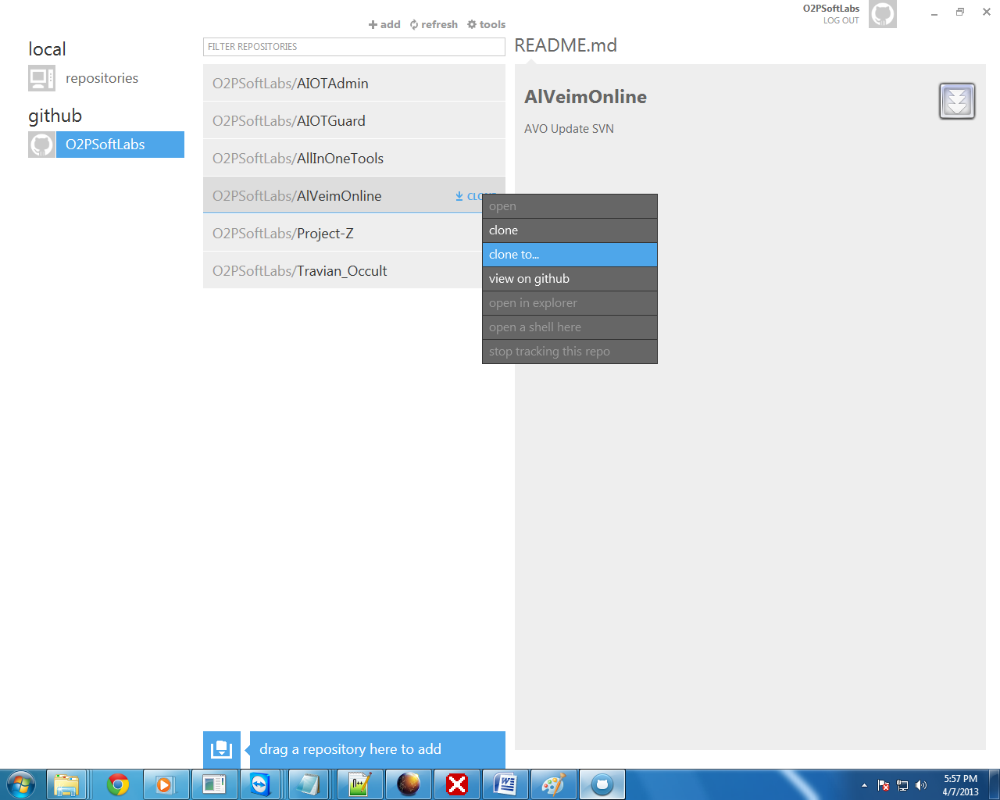 O2PSoftLabs
LOG OUT
add
refresh
tools
local
repositories
github
O2PSoftLabs
FILTER REPOSITORIES
O2PSoftLabs/AIOTAdmin
O2PSoftLabs/AIOTGuard
O2PSoftLabs/AllInOneTools
O2PSoftLabs/AlVeimOnline
O2PSoftLabs/Project-Z
O2PSoftLabs/Travian_Occult
open
clone
clone to...
view on github
open in explorer
open a shell here
stop tracking this repo
README.md
AlVeimOnline
AVO Update SVN
drag a repository here to add
5:57 PM
4/7/2013